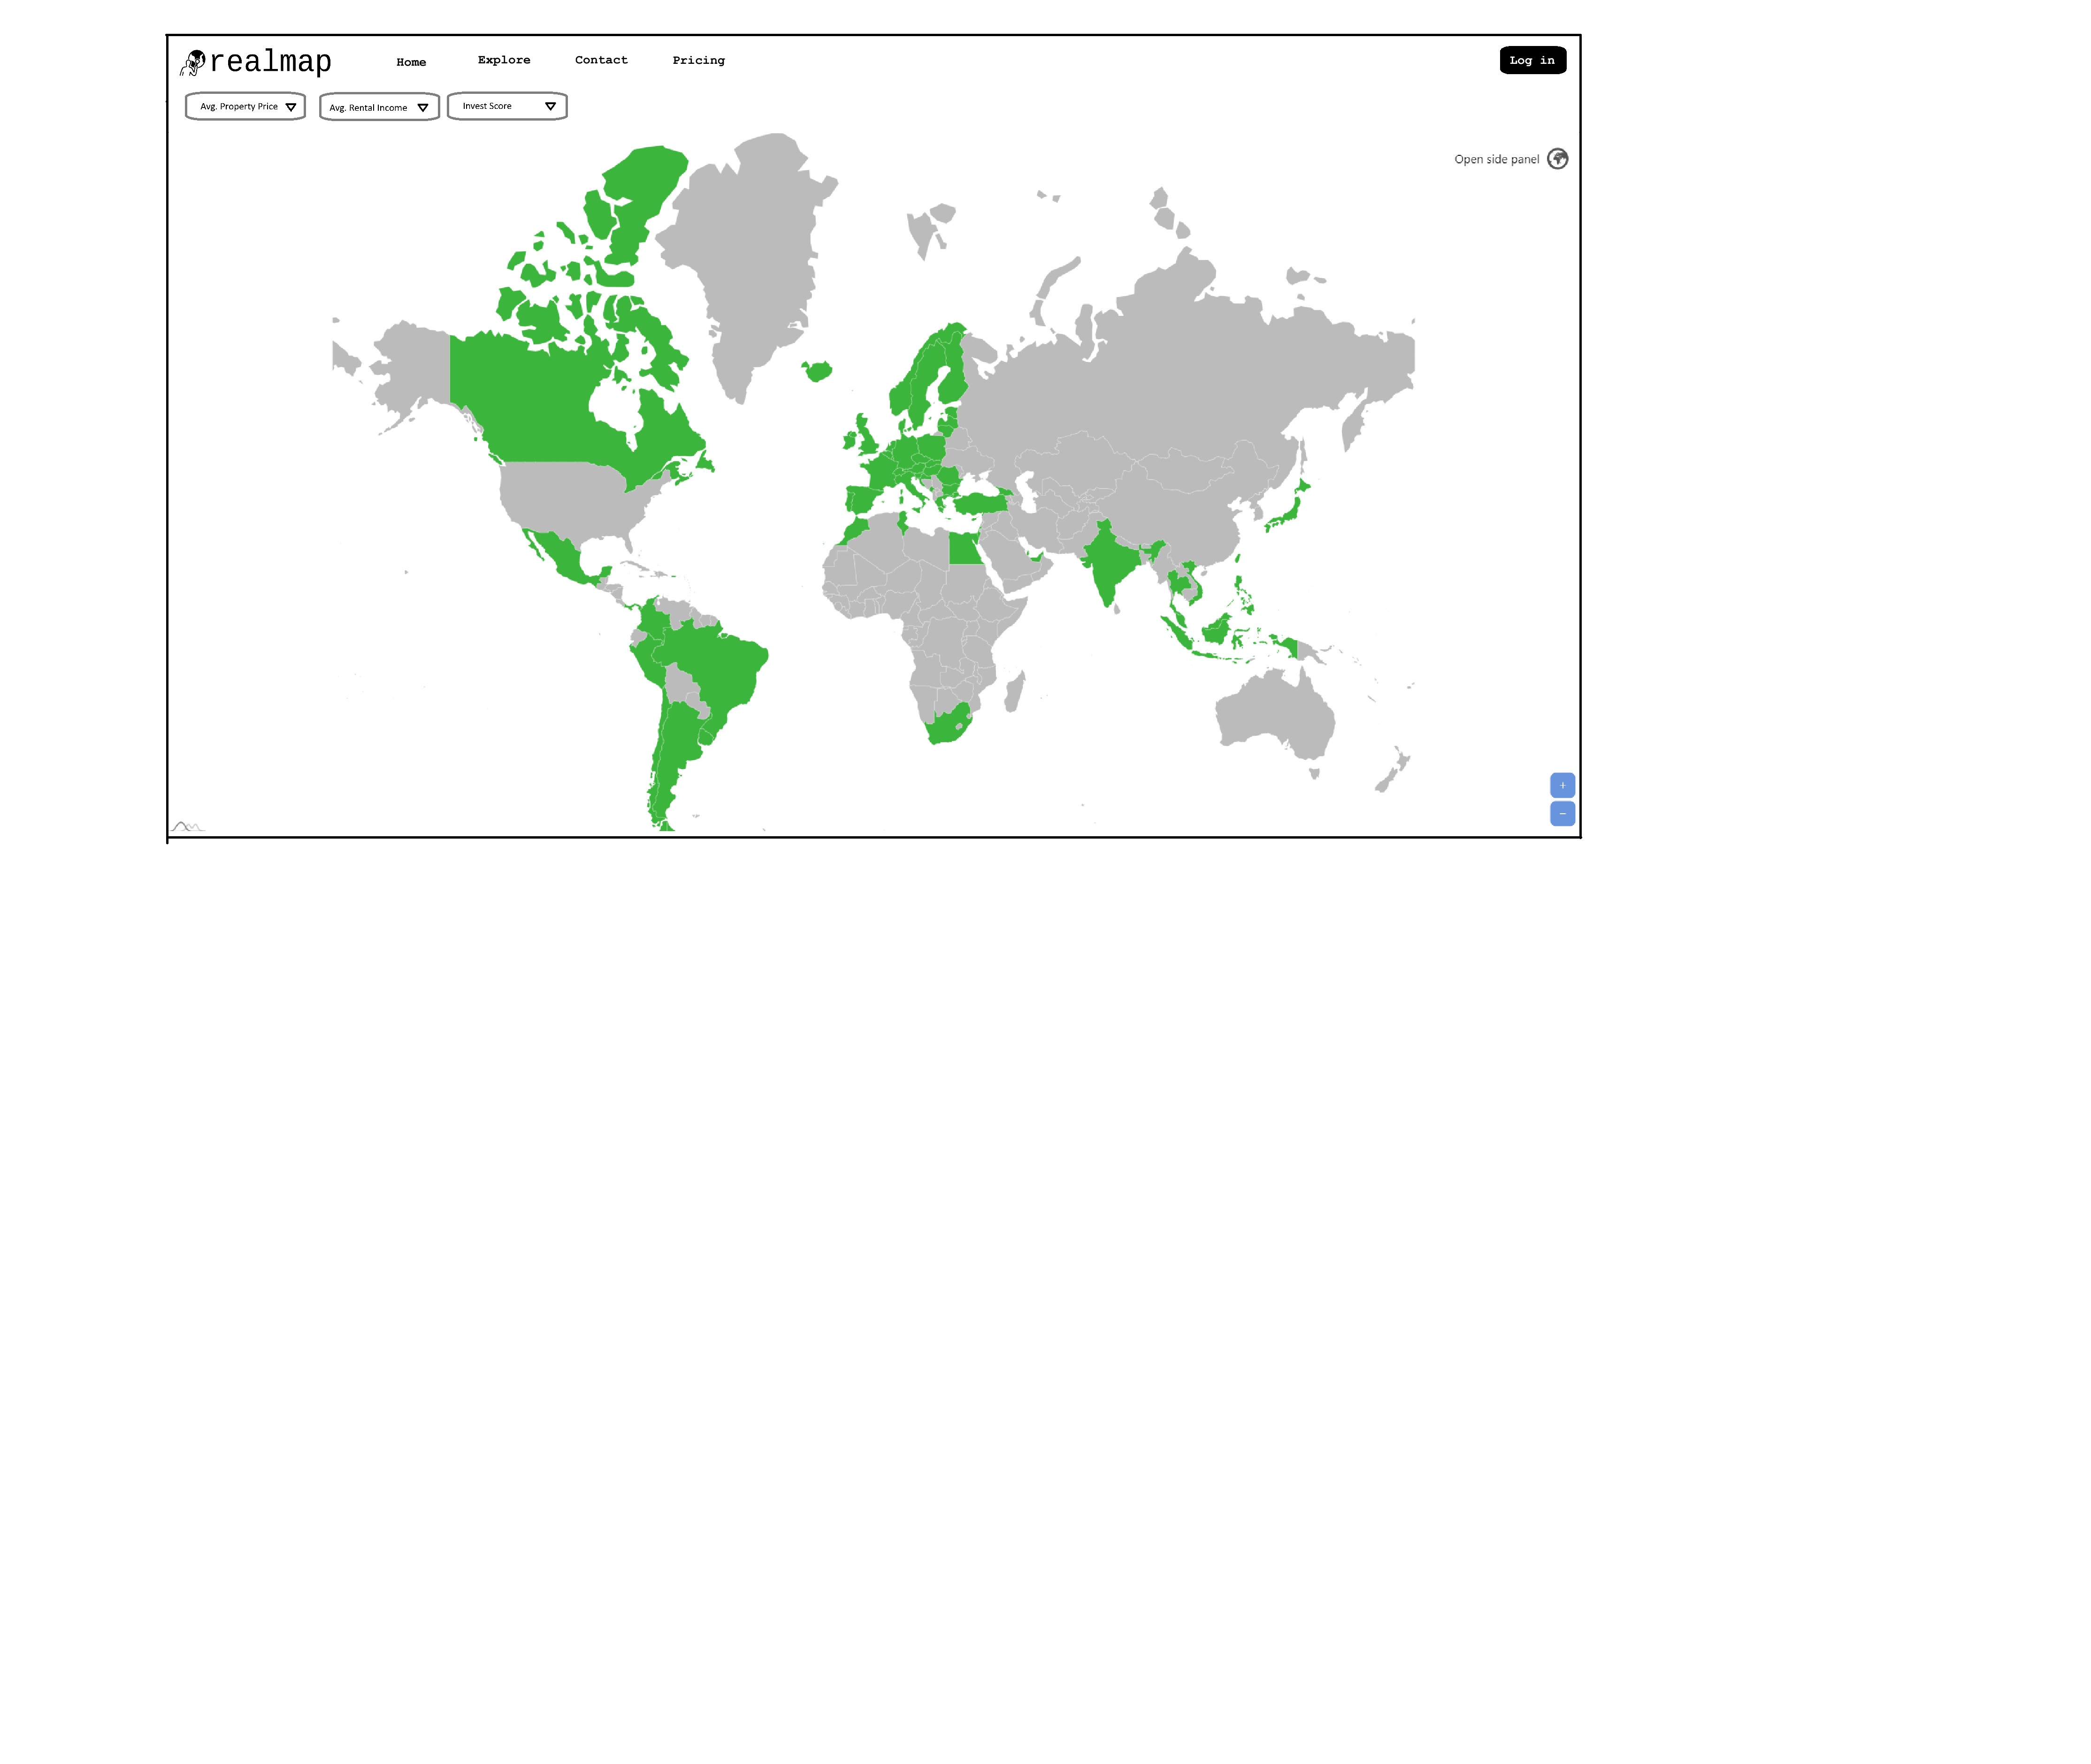 realmap
Home Explore Contact Pricing
Log in
Avg. Property Price Avg. Rental Income Invest Score
Open side panel
+
−